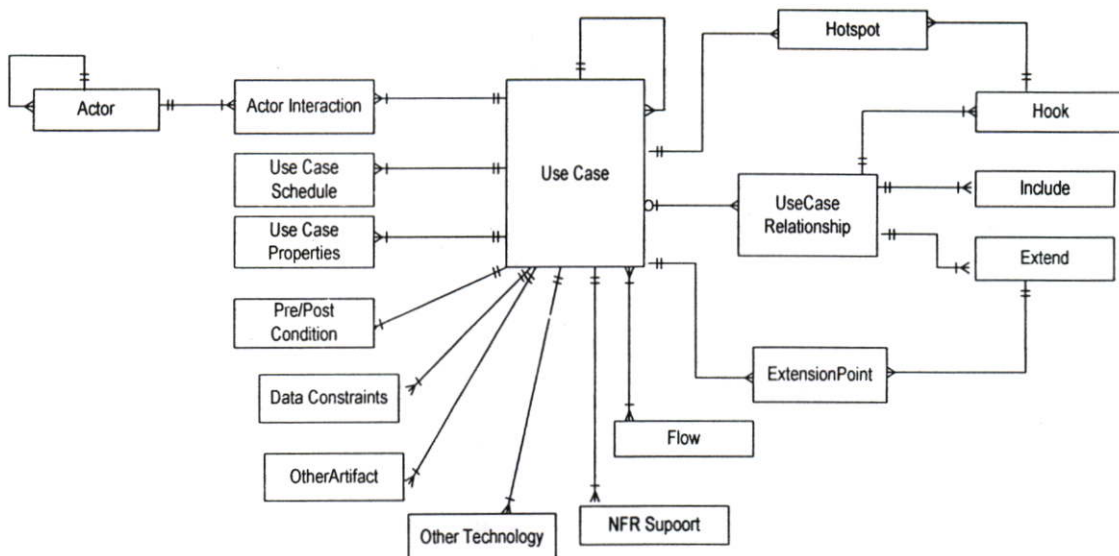 Hotspot
Actor
Actor Interaction
Hook
Use Case
Schedule
Use Case
UseCase
Relationship
Include
Use Case
Properties
Extend
Pre/Post
Condition
ExtensionPoint
Data Constraints
Flow
OtherArtifact
Other Technology
NFR Supoort